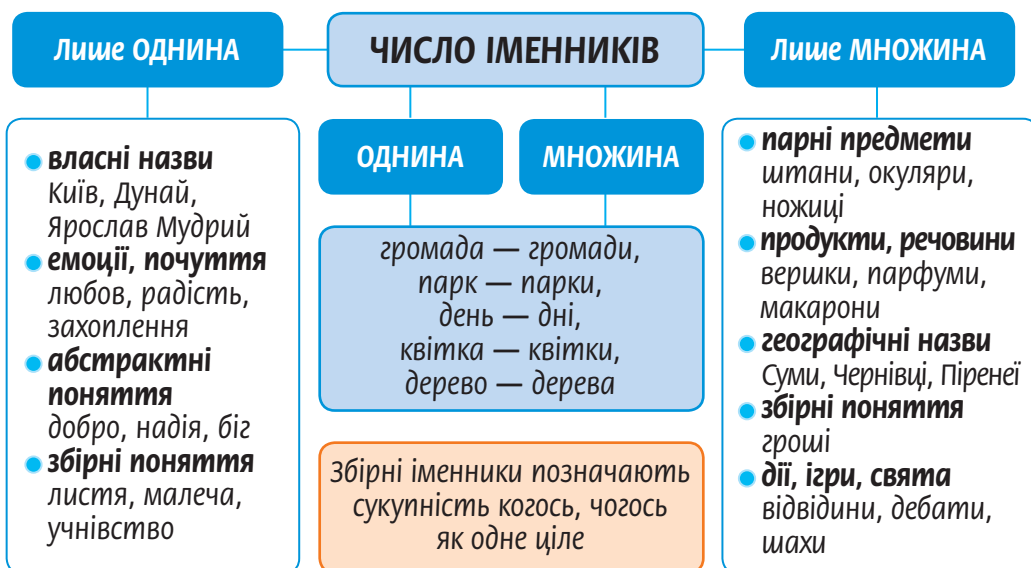 Лише ОДНИНА
ЧИСЛО ІМЕННИКІВ
Лише МНОЖИНА
власні назви
Київ, Дунай,
Ярослав Мудрий
емоції, почуття
любов, радість,
захоплення
абстрактні
поняття
добро, надія, біг
збірні поняття
листя, малеча,
учнівство
ОДНИНА
МНОЖИНА
громада — громади,
парк — парки,
день — дні,
квітка — квітки,
дерево — дерева
Збірні іменники позначають
сукупність когось, чогось
як одне ціле
парні предмети
штани, окуляри,
ножиці
продукти, речовини
вершки, парфуми,
макарони
географічні назви
Суми, Чернівці, Піренеї
збірні поняття
гроші
дії, ігри, свята
відвідини, дебати,
шахи